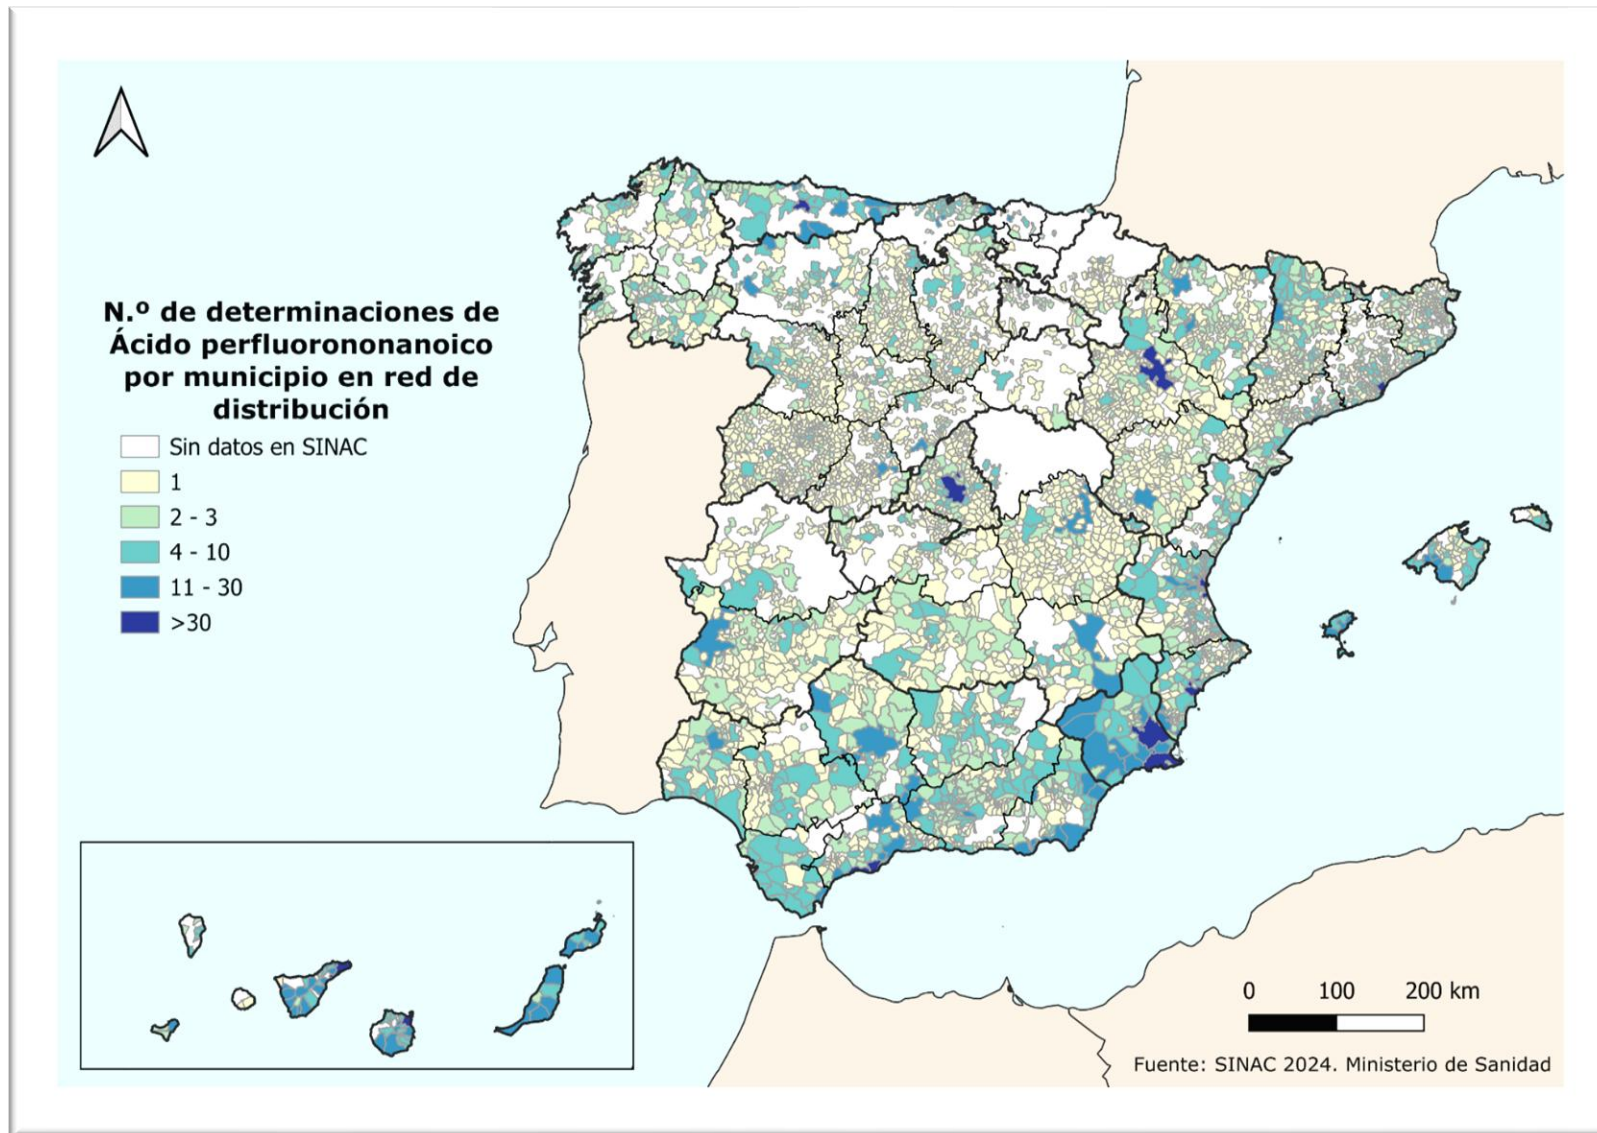 N.º de determinaciones de
Ácido perfluorononanoico
por municipio en red de
distribución
Sin datos en SINAC
1
2 - 3
4 - 10
11 - 30
>30
0 100 200 km
Fuente: SINAC 2024. Ministerio de Sanidad